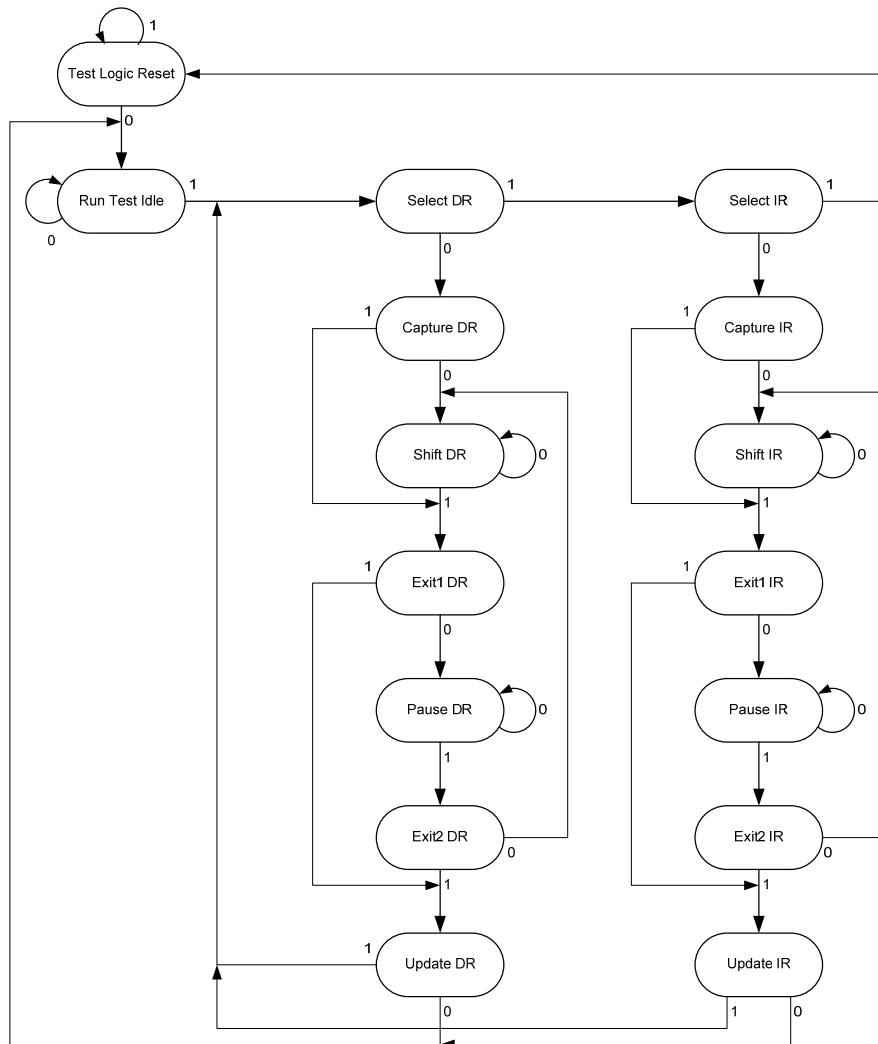 1
Test Logic Reset
0
Run Test Idle
1
0
Select DR
1
Select IR
1
0
0
1
Capture DR
1
Capture IR
0
0
Shift DR
0
Shift IR
0
1
1
1
Exit1 DR
1
Exit1 IR
0
0
Pause DR
0
Pause IR
0
1
1
Exit2 DR
0
Exit2 IR
0
1
1
1
Update DR
Update IR
0
1
0